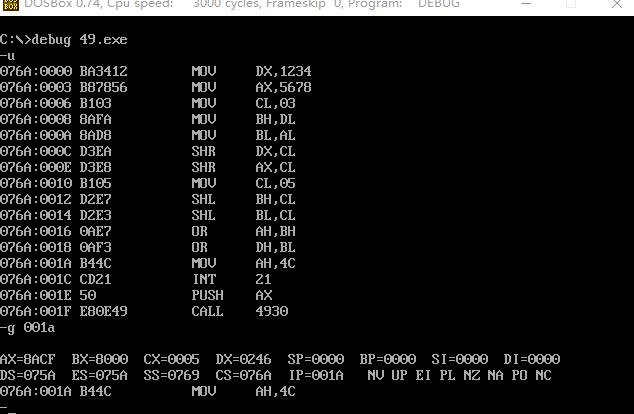 DOSBox 0.74, Cpu speed: 3000 cycles, Frameskip 0, Program: DEBUG
C:\>debug 49.exe
-u
076A:0000 BA3412 MOV DX,1234
076A:0003 B87856 MOV AX,5678
076A:0006 B103 MOV CL,03
076A:0008 8AFA MOV BH,DL
076A:000A 8AD8 MOV BL,AL
076A:000C D3EA SHR DX,CL
076A:000E D3E8 SHR AX,CL
076A:0010 B105 MOV CL,05
076A:0012 D2E7 SHL BH,CL
076A:0014 D2E3 SHL BL,CL
076A:0016 0AE7 OR AH,BH
076A:0018 0AF3 OR DH,BL
076A:001A B44C MOV AH,4C
076A:001C CD21 INT 21
076A:001E 50 PUSH AX
076A:001F E80E49 CALL 4930
-g 001a
AX=8ACF BX=8000 CX=0005 DX=0246 SP=0000 BP=0000 SI=0000 DI=0000
DS=075A ES=075A SS=0769 CS=076A IP=001A NV UP EI PL NZ NA PO NC
076A:001A B44C MOV AH,4C
-